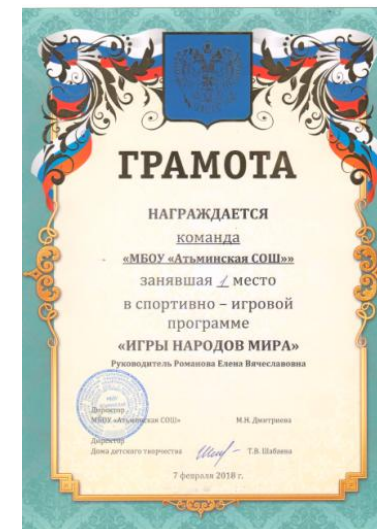 ГРАМОТА
НАГРАЖДАЕТСЯ
команда
«МБОУ «Атьминская СОШ»»
занявшая 1 место
в спортивно – игровой
программе
«ИГРЫ НАРОДОВ МИРА»
Руководитель Романова Елена Вячеславовна
Директор
МБОУ «Атьминская СОШ» М.Н. Дмитриева
Директор
Дома детского творчества Т.В. Шабаина
7 февраля 2018 г.